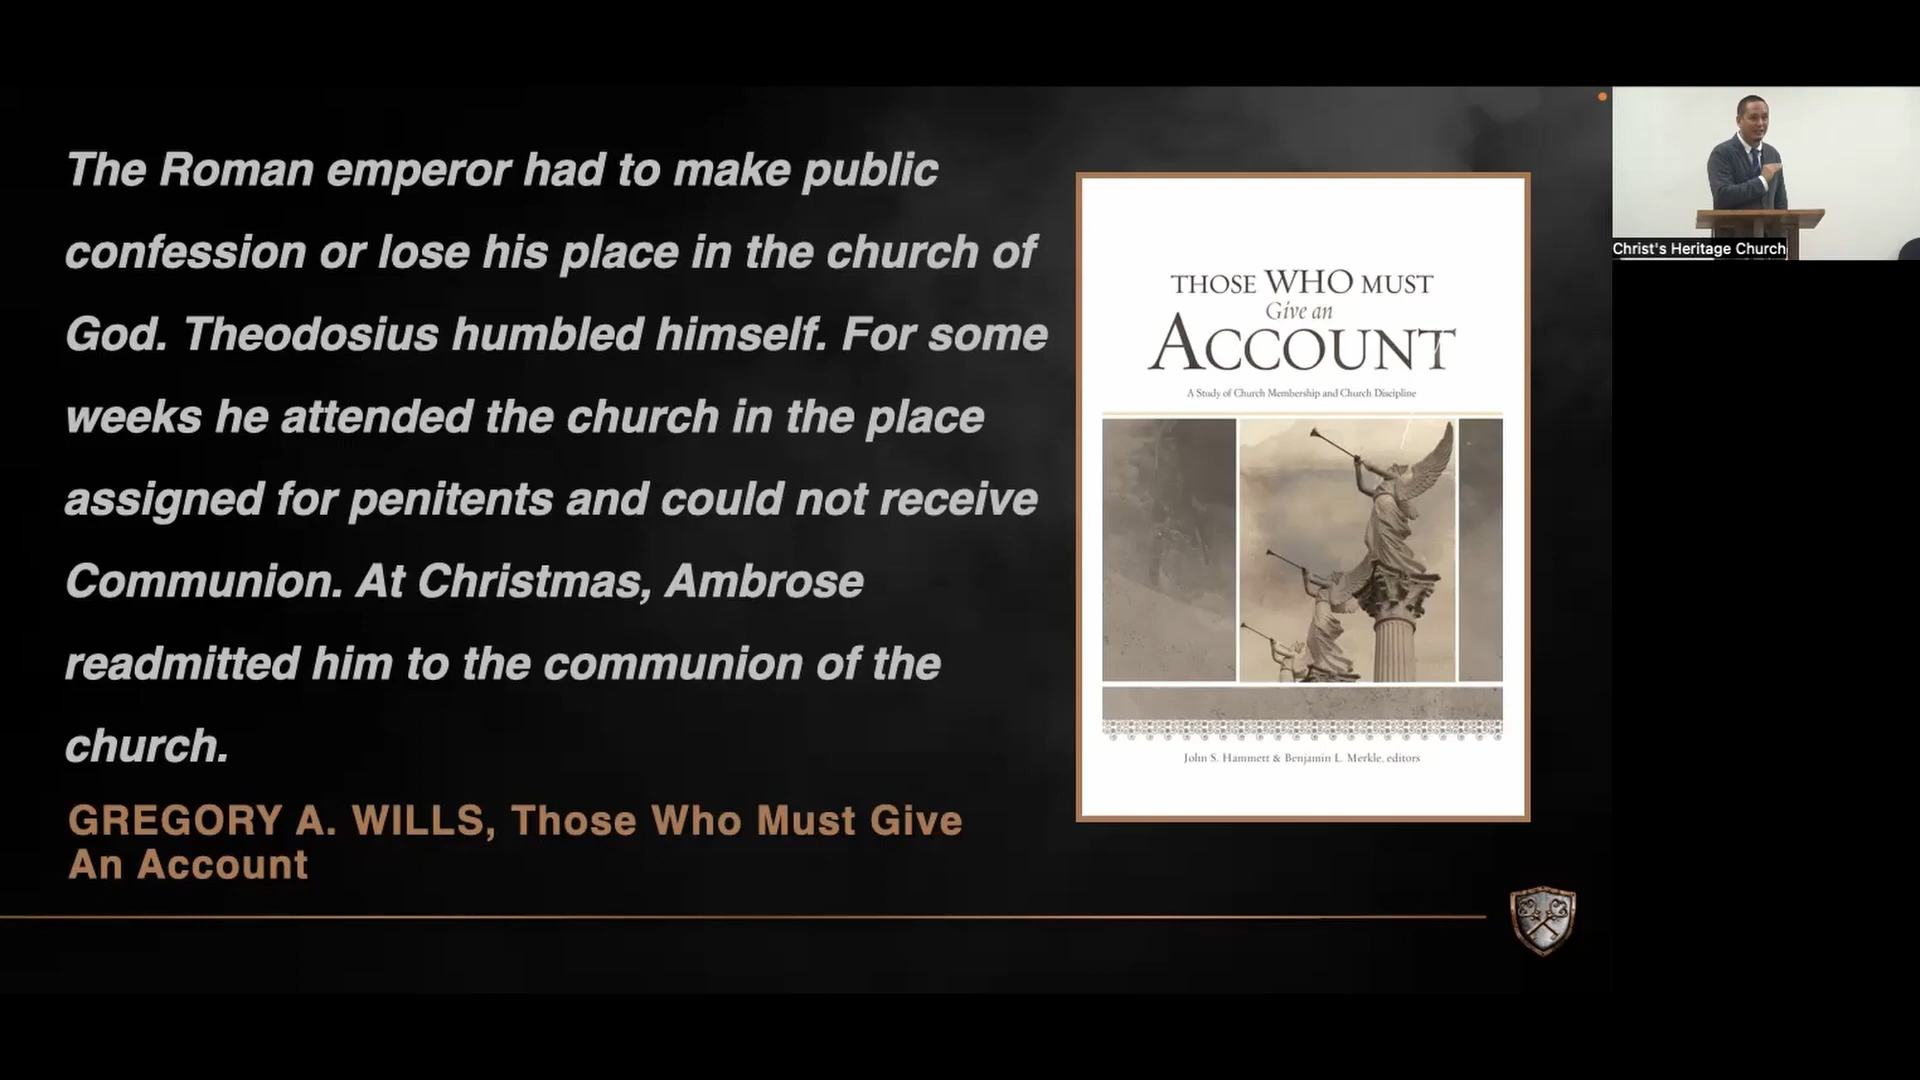 The Roman emperor had to make public
confession or lose his place in the church of
God. Theodosius humbled himself. For some
weeks he attended the church in the place
assigned for penitents and could not receive
Communion. At Christmas, Ambrose
readmitted him to the communion of the
church.
GREGORY A. WILLS, Those Who Must Give
An Account
THOSE WHO MUST
Give an
ACCOUNT
A Study of Church Membership and Church Discipline
John S. Hammett & Benjamin L. Merkle, editors
Christ's Heritage Church